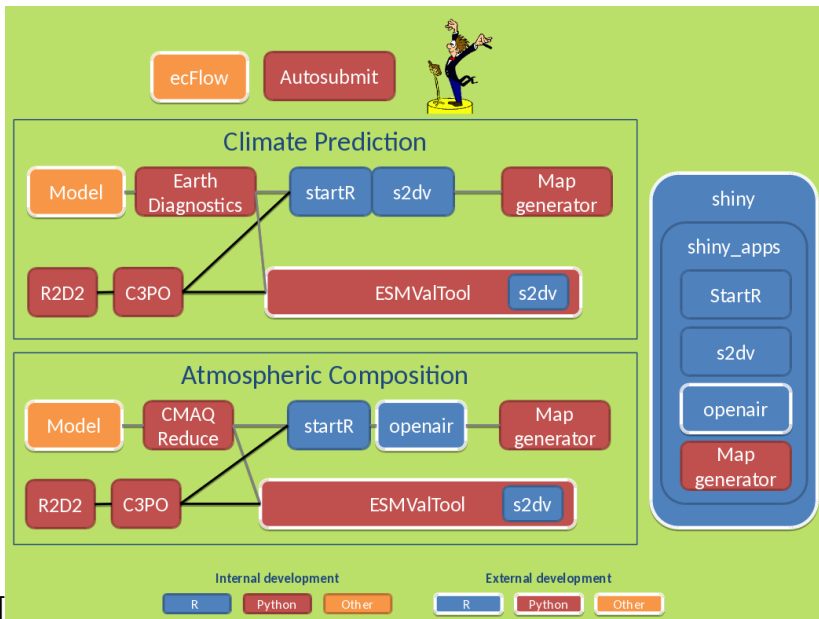 ecFlow
Autosubmit
Climate Prediction
Model
Earth
Diagnostics
startR
s2dv
Map
generator
R2D2
C3PO
ESMValTool
s2dv
Atmospheric Composition
Model
CMAQ
Reduce
startR
openair
Map
generator
R2D2
C3PO
ESMValTool
s2dv
shiny
shiny_apps
StartR
s2dv
openair
Map
generator
Internal development
R
Python
Other
External development
R
Python
Other